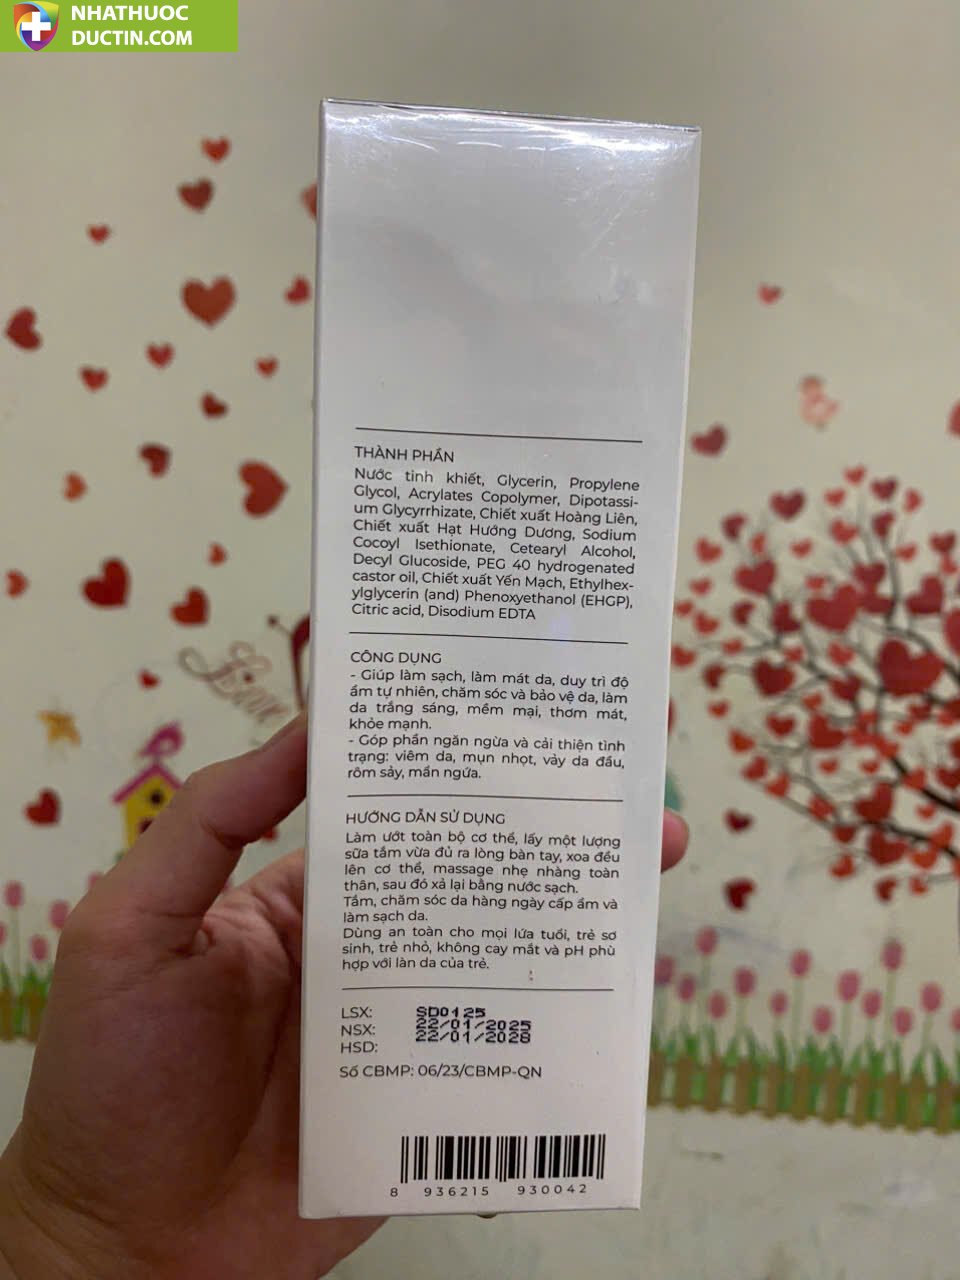 NHATHUOC
DUCTIN.COM
Love
THÀNH PHẦN
Nước tinh khiết, Glycerin, Propylene
Glycol, Acrylates Copolymer, Dipotassi-
um Glycyrrhizate, Chiết xuất Hoàng Liên,
Chiết xuất Hạt Hướng Dương, Sodium
Cocoyl Isethionate, Cetearyl Alcohol,
Decyl Glucoside, PEG 40 hydrogenated
castor oil, Chiết xuất Yến Mạch, Ethylhex-
ylglycerin (and) Phenoxyethanol (EHGP),
Citric acid, Disodium EDTA
CÔNG DỤNG
- Giúp làm sạch, làm mát da, duy trì độ
ẩm tự nhiên, chăm sóc và bảo vệ da, làm
da trắng sáng, mềm mại, thơm mát,
khỏe mạnh.
- Góp phần ngăn ngừa và cải thiện tình
trạng: viêm da, mụn nhọt, vảy da đầu,
rôm sảy, mẩn ngứa.
HƯỚNG DẪN SỬ DỤNG
Làm ướt toàn bộ cơ thể, lấy một lượng
sữa tắm vừa đủ ra lòng bàn tay, xoa đều
lên cơ thể, massage nhẹ nhàng toàn
thân, sau đó xả lại bằng nước sạch.
Tắm, chăm sóc da hàng ngày cấp ẩm và
làm sạch da.
Dùng an toàn cho mọi lứa tuổi, trẻ sơ
sinh, trẻ nhỏ, không cay mắt và pH phù
hợp với làn da của trẻ.
LSX: SD0125
NSX: 22/01/2025
HSD: 22/01/2028
Số CBMP: 06/23/CBMP-QN
8 936215 930042